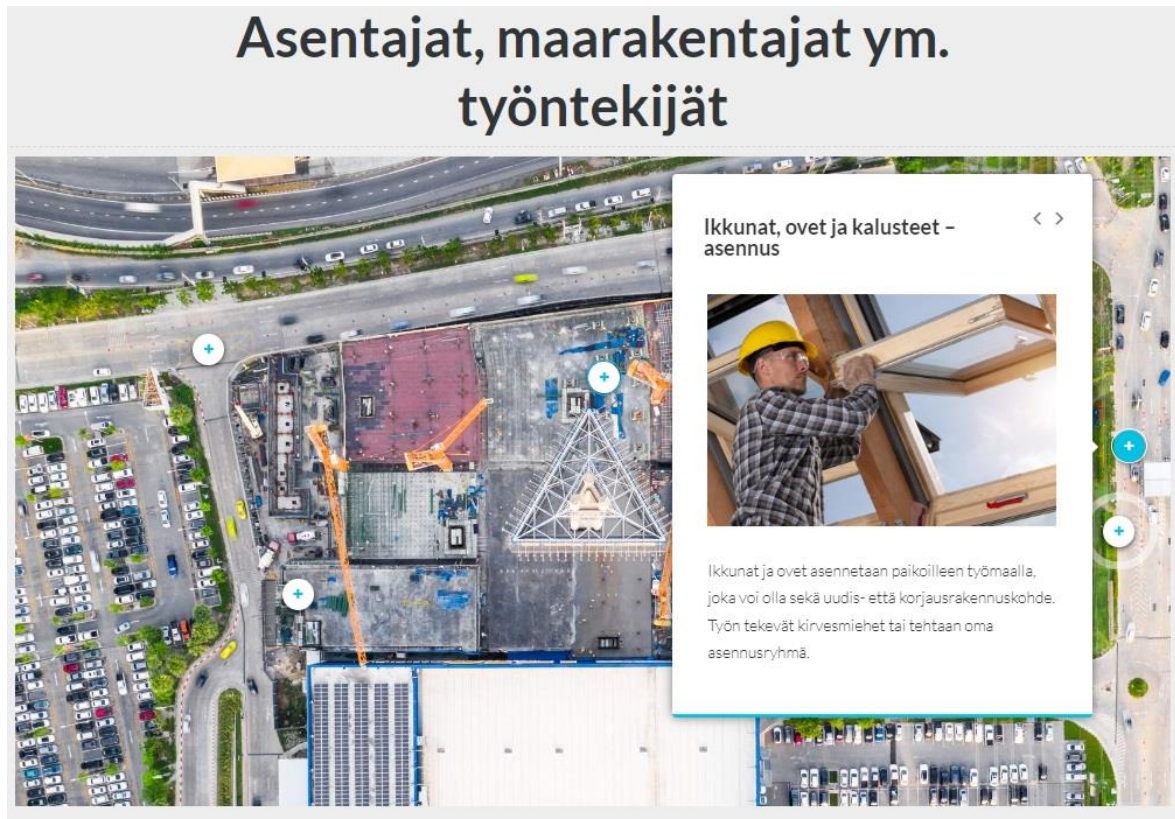 Asentajat, maarakentajat ym.
työntekijät
Ikkunat, ovet ja kalusteet –
asennus
Ikkunat ja ovet asennetaan paikoilleen työmaalla,
joka voi olla sekä uudis- että korjausrakennuskohde.
Työn tekevät kirvesmiehet tai tehtaan oma
asennusryhmä.